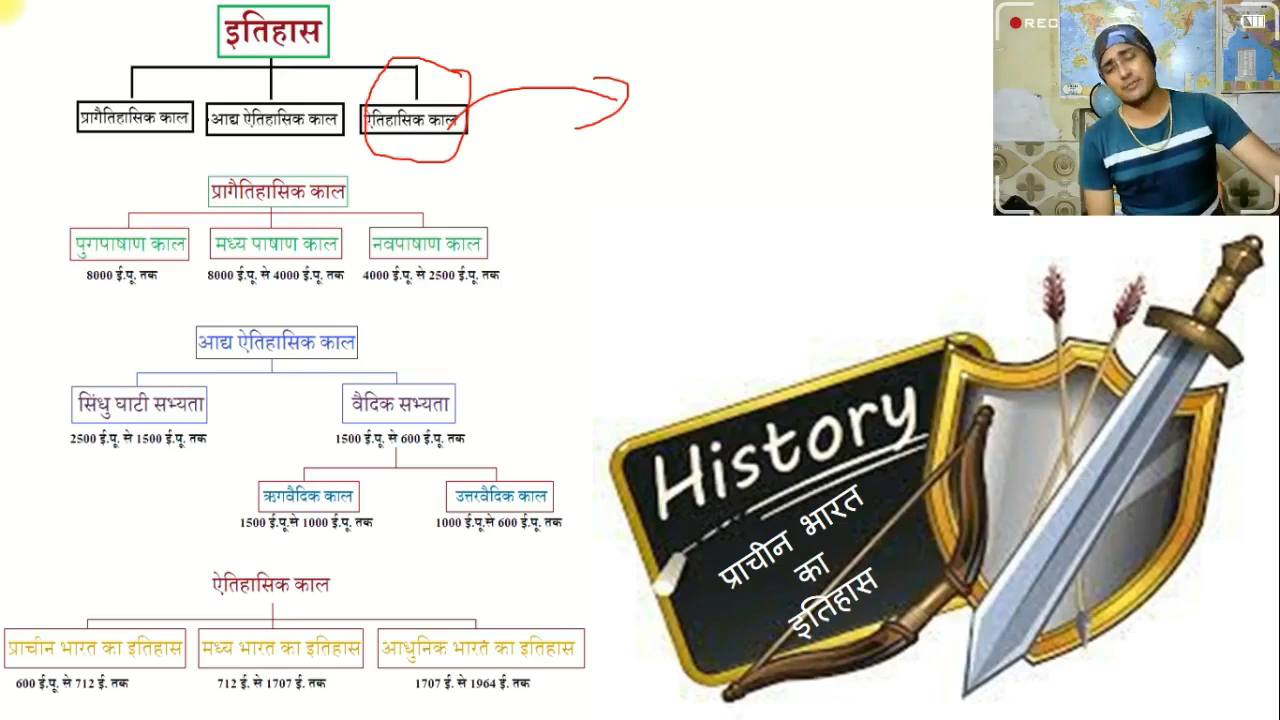 इतिहास
प्रागैतिहासिक काल
आद्य ऐतिहासिक काल
ऐतिहासिक काल
प्रागैतिहासिक काल
पुरापाषाण काल
मध्य पाषाण काल
नवपाषाण काल
8000 ई.पू. तक
8000 ई.पू. से 4000 ई.पू. तक
4000 ई.पू. से 2500 ई.पू. तक
आद्य ऐतिहासिक काल
सिंधु घाटी सभ्यता
वैदिक सभ्यता
2500 ई.पू. से 1500 ई.पू. तक
1500 ई.पू. से 600 ई.पू. तक
ऋगवैदिक काल
उत्तरवैदिक काल
1500 ई.पू.से 1000 ई.पू. तक
1000 ई.पू.से 600 ई.पू. तक
ऐतिहासिक काल
प्राचीन भारत का इतिहास
मध्य भारत का इतिहास
आधुनिक भारत का इतिहास
600 ई.पू. से 712 ई. तक
712 ई. से 1707 ई. तक
1707 ई. से 1964 ई. तक
REC
History
प्राचीन भारत
का
इतिहास